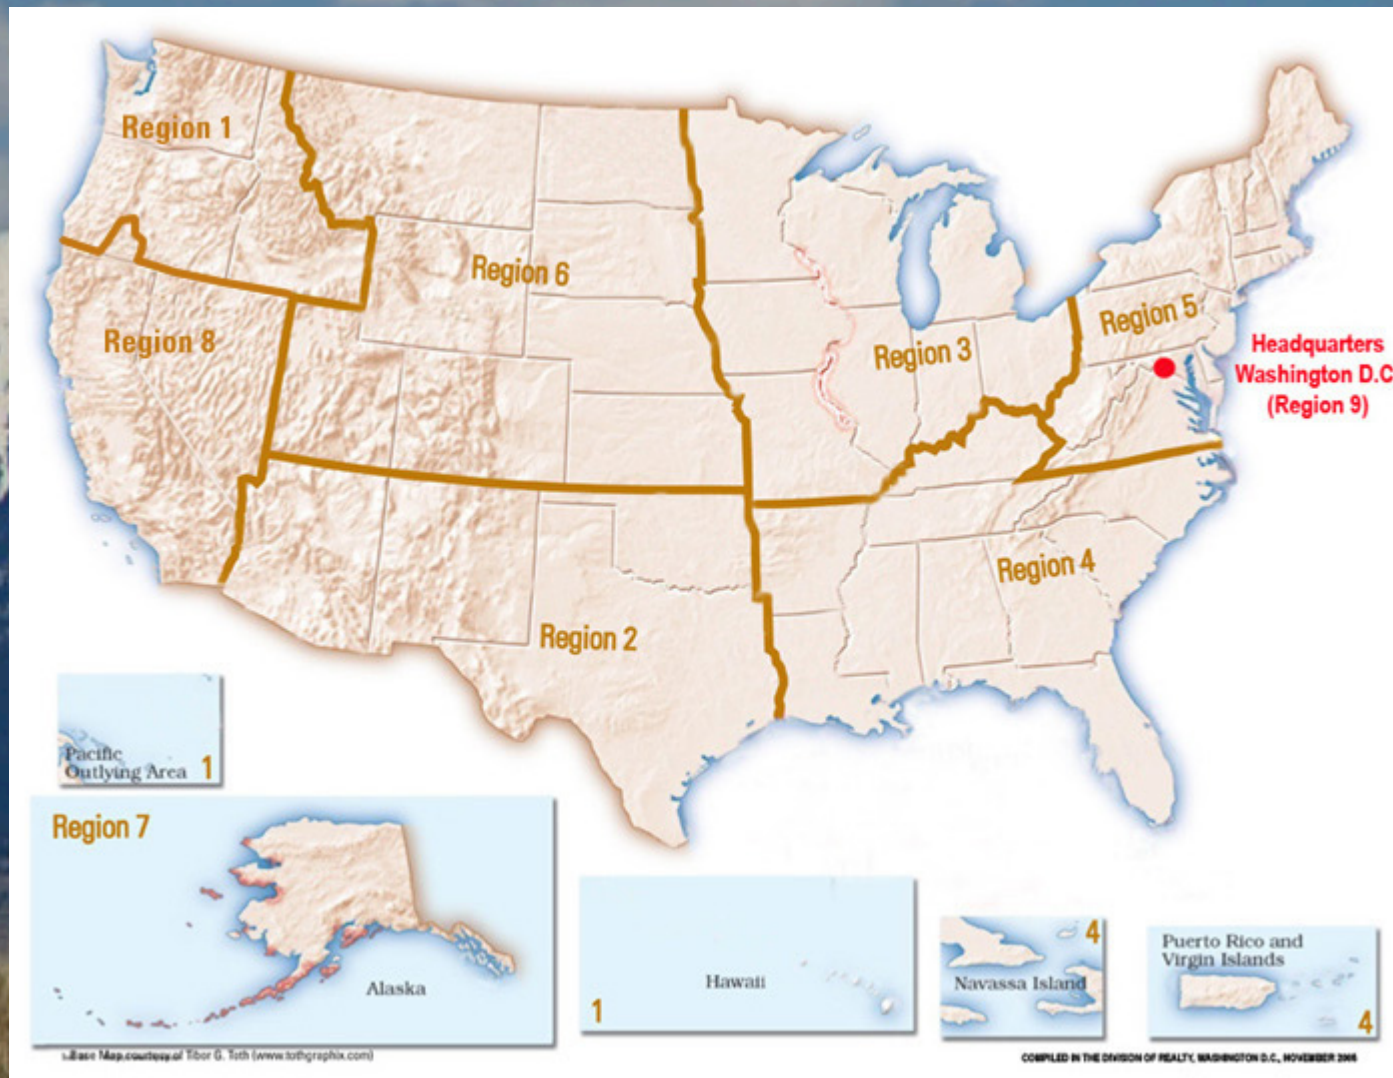 Region 1
Region 6
Region 8
Region 3
Region 5
Headquarters
Washington D.C
(Region 9)
Region 4
Region 2
Pacific
Outlying Area 1
Region 7
Alaska
Hawaii
1
4
Navassa Island
Puerto Rico and
Virgin Islands
4
Base Map courtesy of Tibor G. Toth (www.tothgraphix.com)
COMPILED IN THE DIVISION OF REALTY, WASHINGTON D.C., NOVEMBER